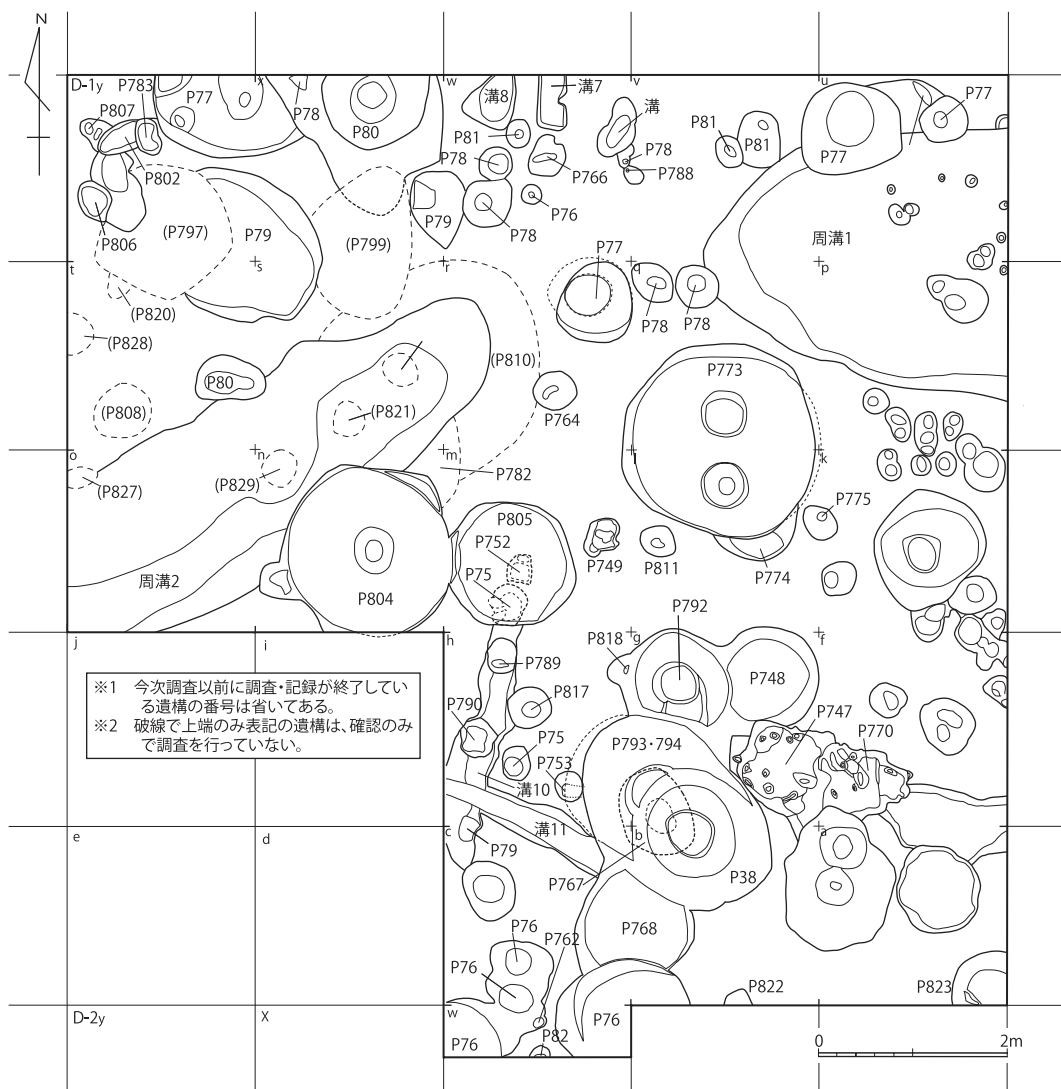 N
D-1y
x
w
v
u
P783
P807
P77
P78
P80
溝8
溝7
溝
P81
P81
P81
P77
P77
P78
P78
P788
P766
P802
P76
P806
(P797)
P79
(P799)
P79
P78
P77
周溝1
t
s
r
q
p
(P820)
P78
P78
(P828)
(P810)
P773
P80
(P821)
P764
(P808)
o
n
m
l
k
(P827)
(P829)
P782
P775
P805
P752
P749
P811
P774
P75
周溝2
P804
P792
j
i
h
g
f
P818
P748
P789
※1 今次調査以前に調査・記録が終了してい
る遺構の番号は省いてある。
※2 破線で上端のみ表記の遺構は、確認のみ
で調査を行っていない。
P817
P790
P747
P770
P793・794
P75
P753
溝10
溝11
e
d
c
b
a
P79
P767
P38
P76
P762
P768
P76
P822
P823
D-2y
X
w
P76
P82
P76
0
2m